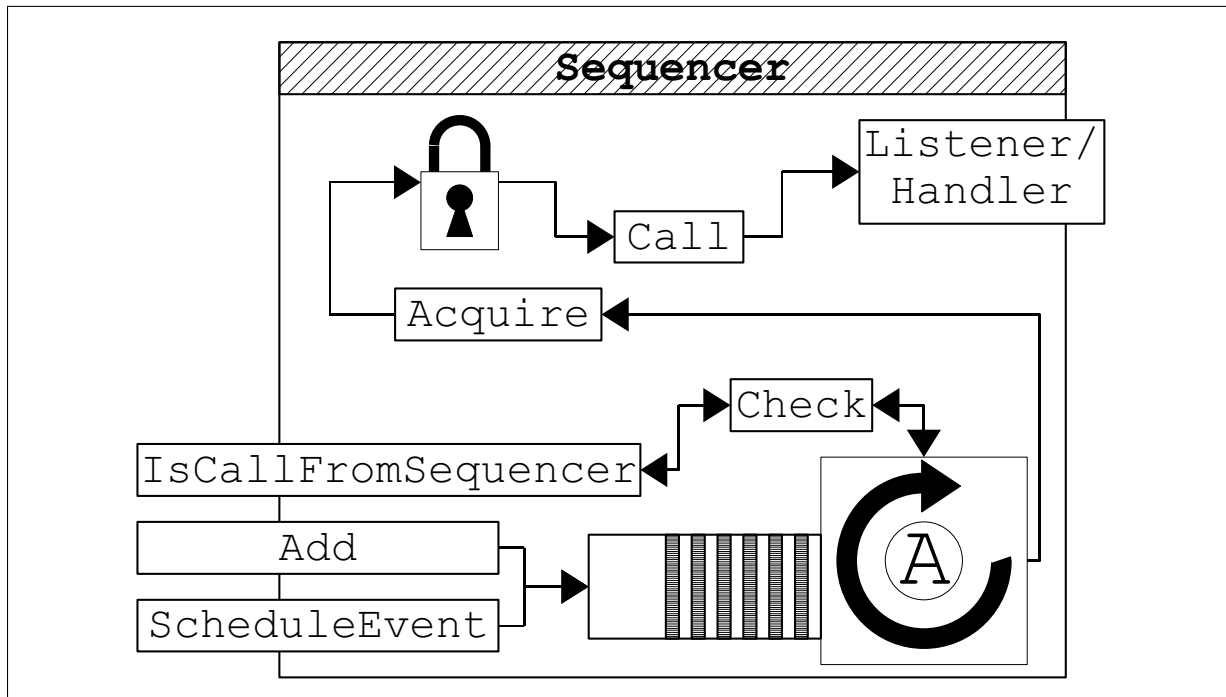 Sequencer
Listener/
Handler
Call
Acquire
Check
IsCallFromSequencer
Add
A
ScheduleEvent